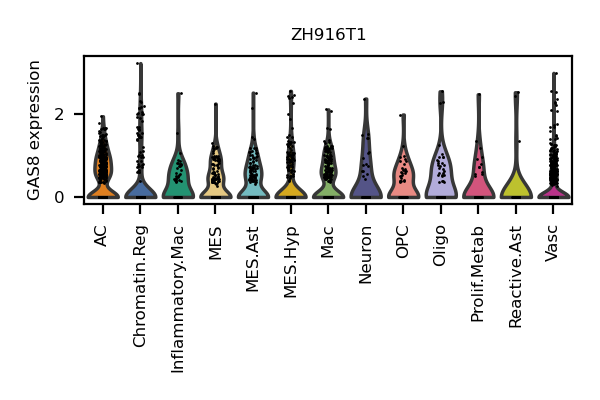 ZH916T1
GAS8 expression
2
0
AC
Chromatin.Reg
Inflammatory.Mac
MES
MES.Ast
MES.Hyp
Mac
Neuron
OPC
Oligo
Prolif.Metab
Reactive.Ast
Vasc